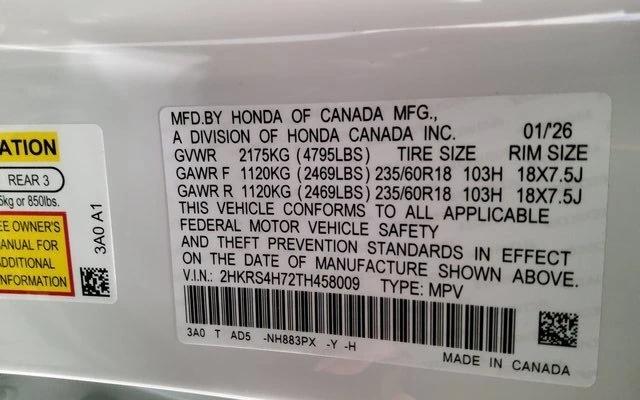 ATION
REAR 3
5kg or 850lbs.
EE OWNER'S
ANUAL FOR
ADDITIONAL
NFORMATION
3A0 A1
MFD.BY HONDA OF CANADA MFG.,
A DIVISION OF HONDA CANADA INC. 01/'26
GVWR 2175KG (4795LBS) TIRE SIZE RIM SIZE
GAWR F 1120KG (2469LBS) 235/60R18 103H 18X7.5J
GAWR R 1120KG (2469LBS) 235/60R18 103H 18X7.5J
THIS VEHICLE CONFORMS TO ALL APPLICABLE
FEDERAL MOTOR VEHICLE SAFETY
AND THEFT PREVENTION STANDARDS IN EFFECT
ON THE DATE OF MANUFACTURE SHOWN ABOVE.
V.I.N.: 2HKRS4H72TH458009 TYPE: MPV
3A0 T AD5 -NH883PX -Y -H
MADE IN CANADA